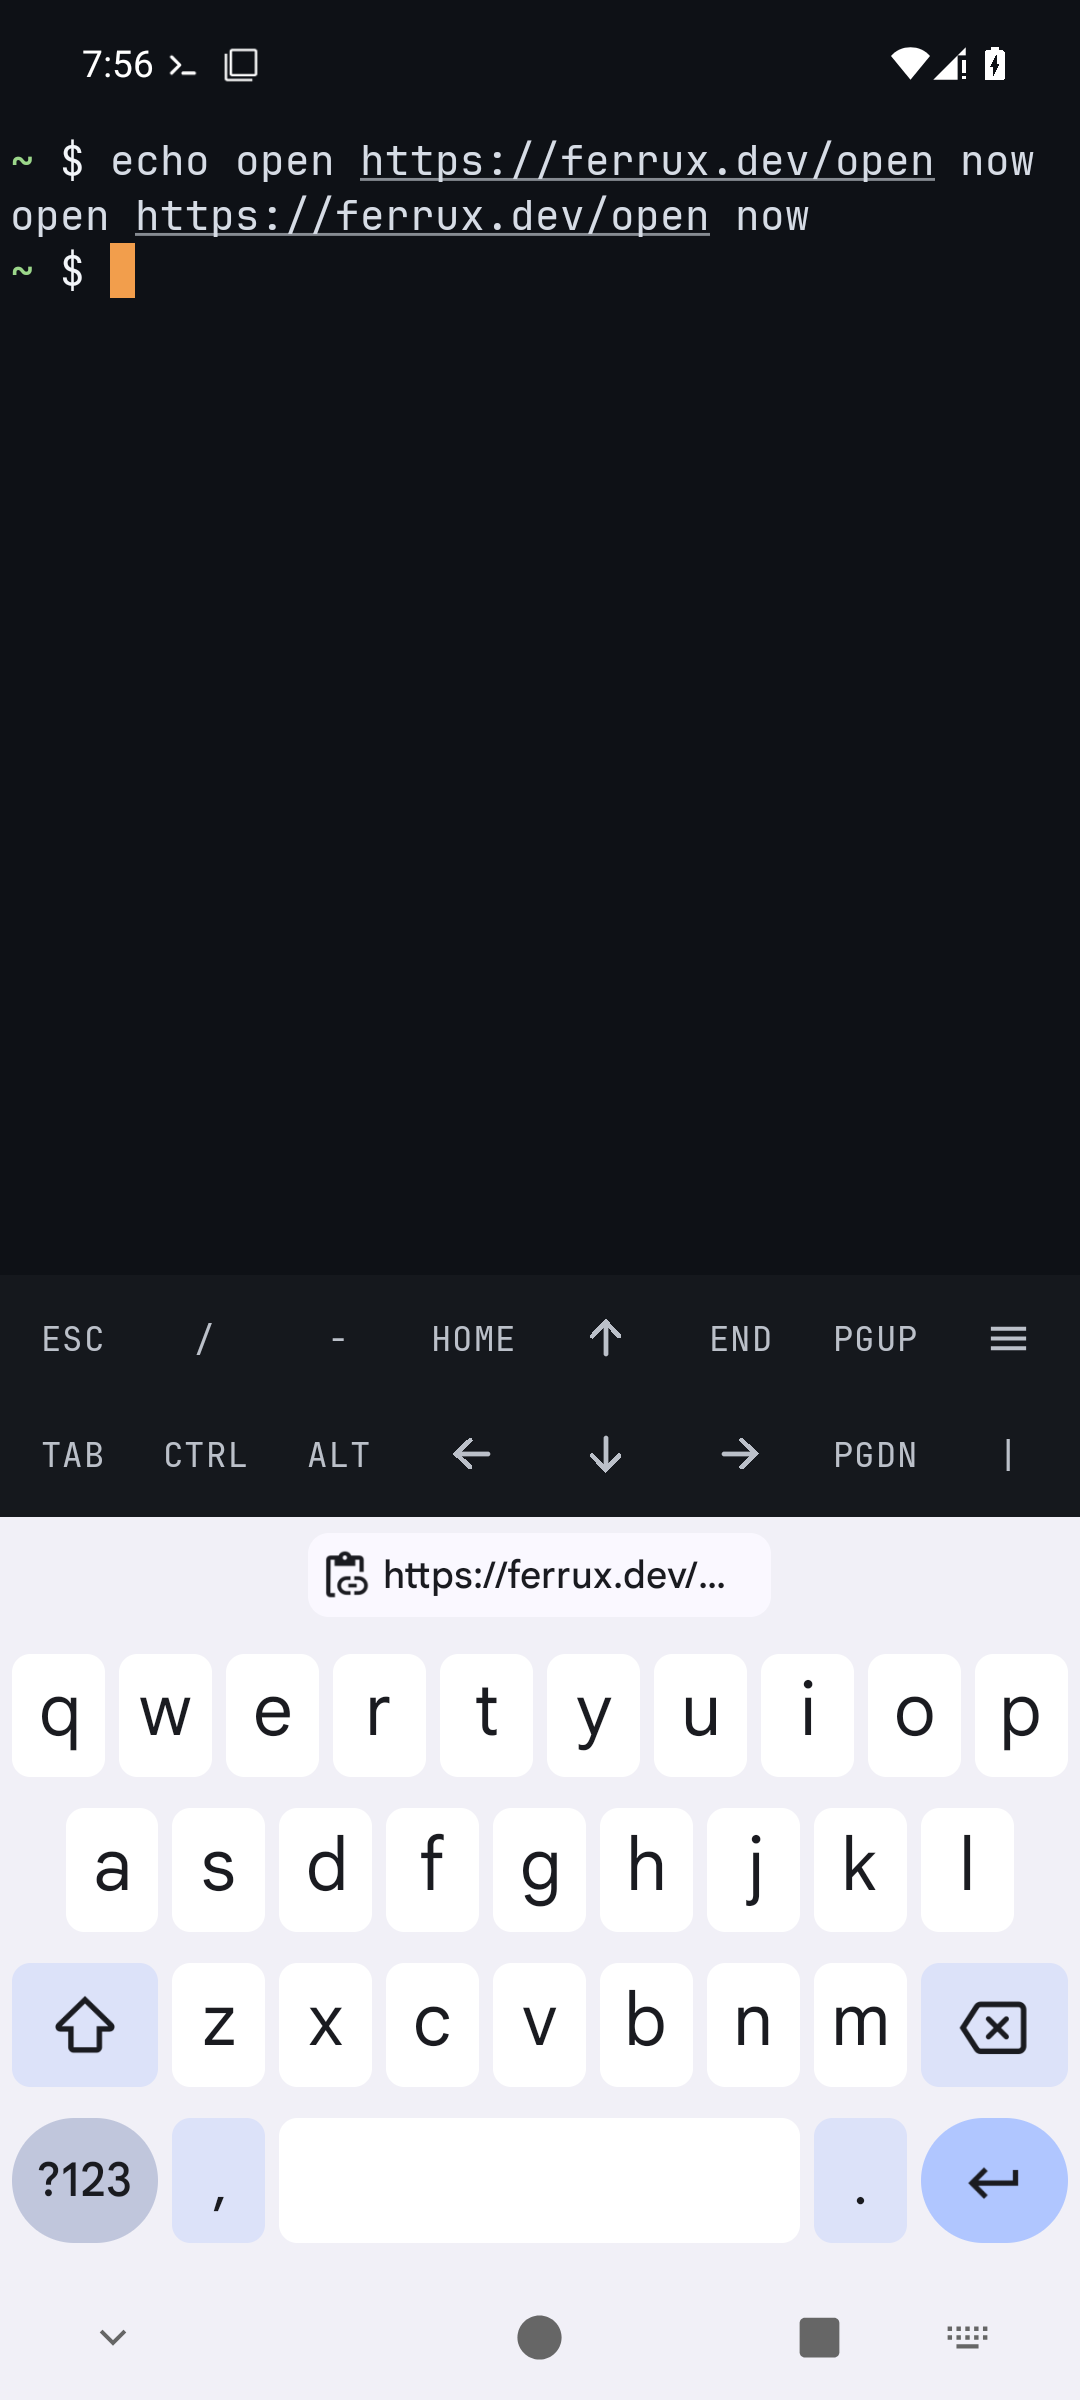 7:56
~ $ echo open https://ferrux.dev/open now
open https://ferrux.dev/open now
~ $
ESC / - HOME ↑ END PGUP ☰
TAB CTRL ALT ← ↓ → PGDN |
https://ferrux.dev/...
q w e r t y u i o p
a s d f g h j k l
z x c v b n m
?123 , .